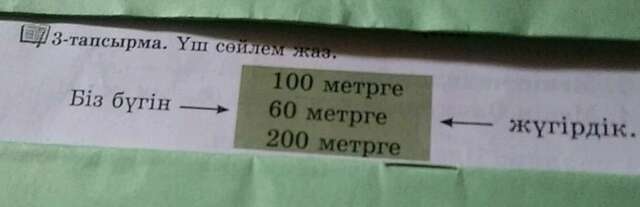 3-тапсырма. Үш сөйлем жаз.
100 метрге
Біз бүгін → 60 метрге ← жүгірдік.
200 метрге